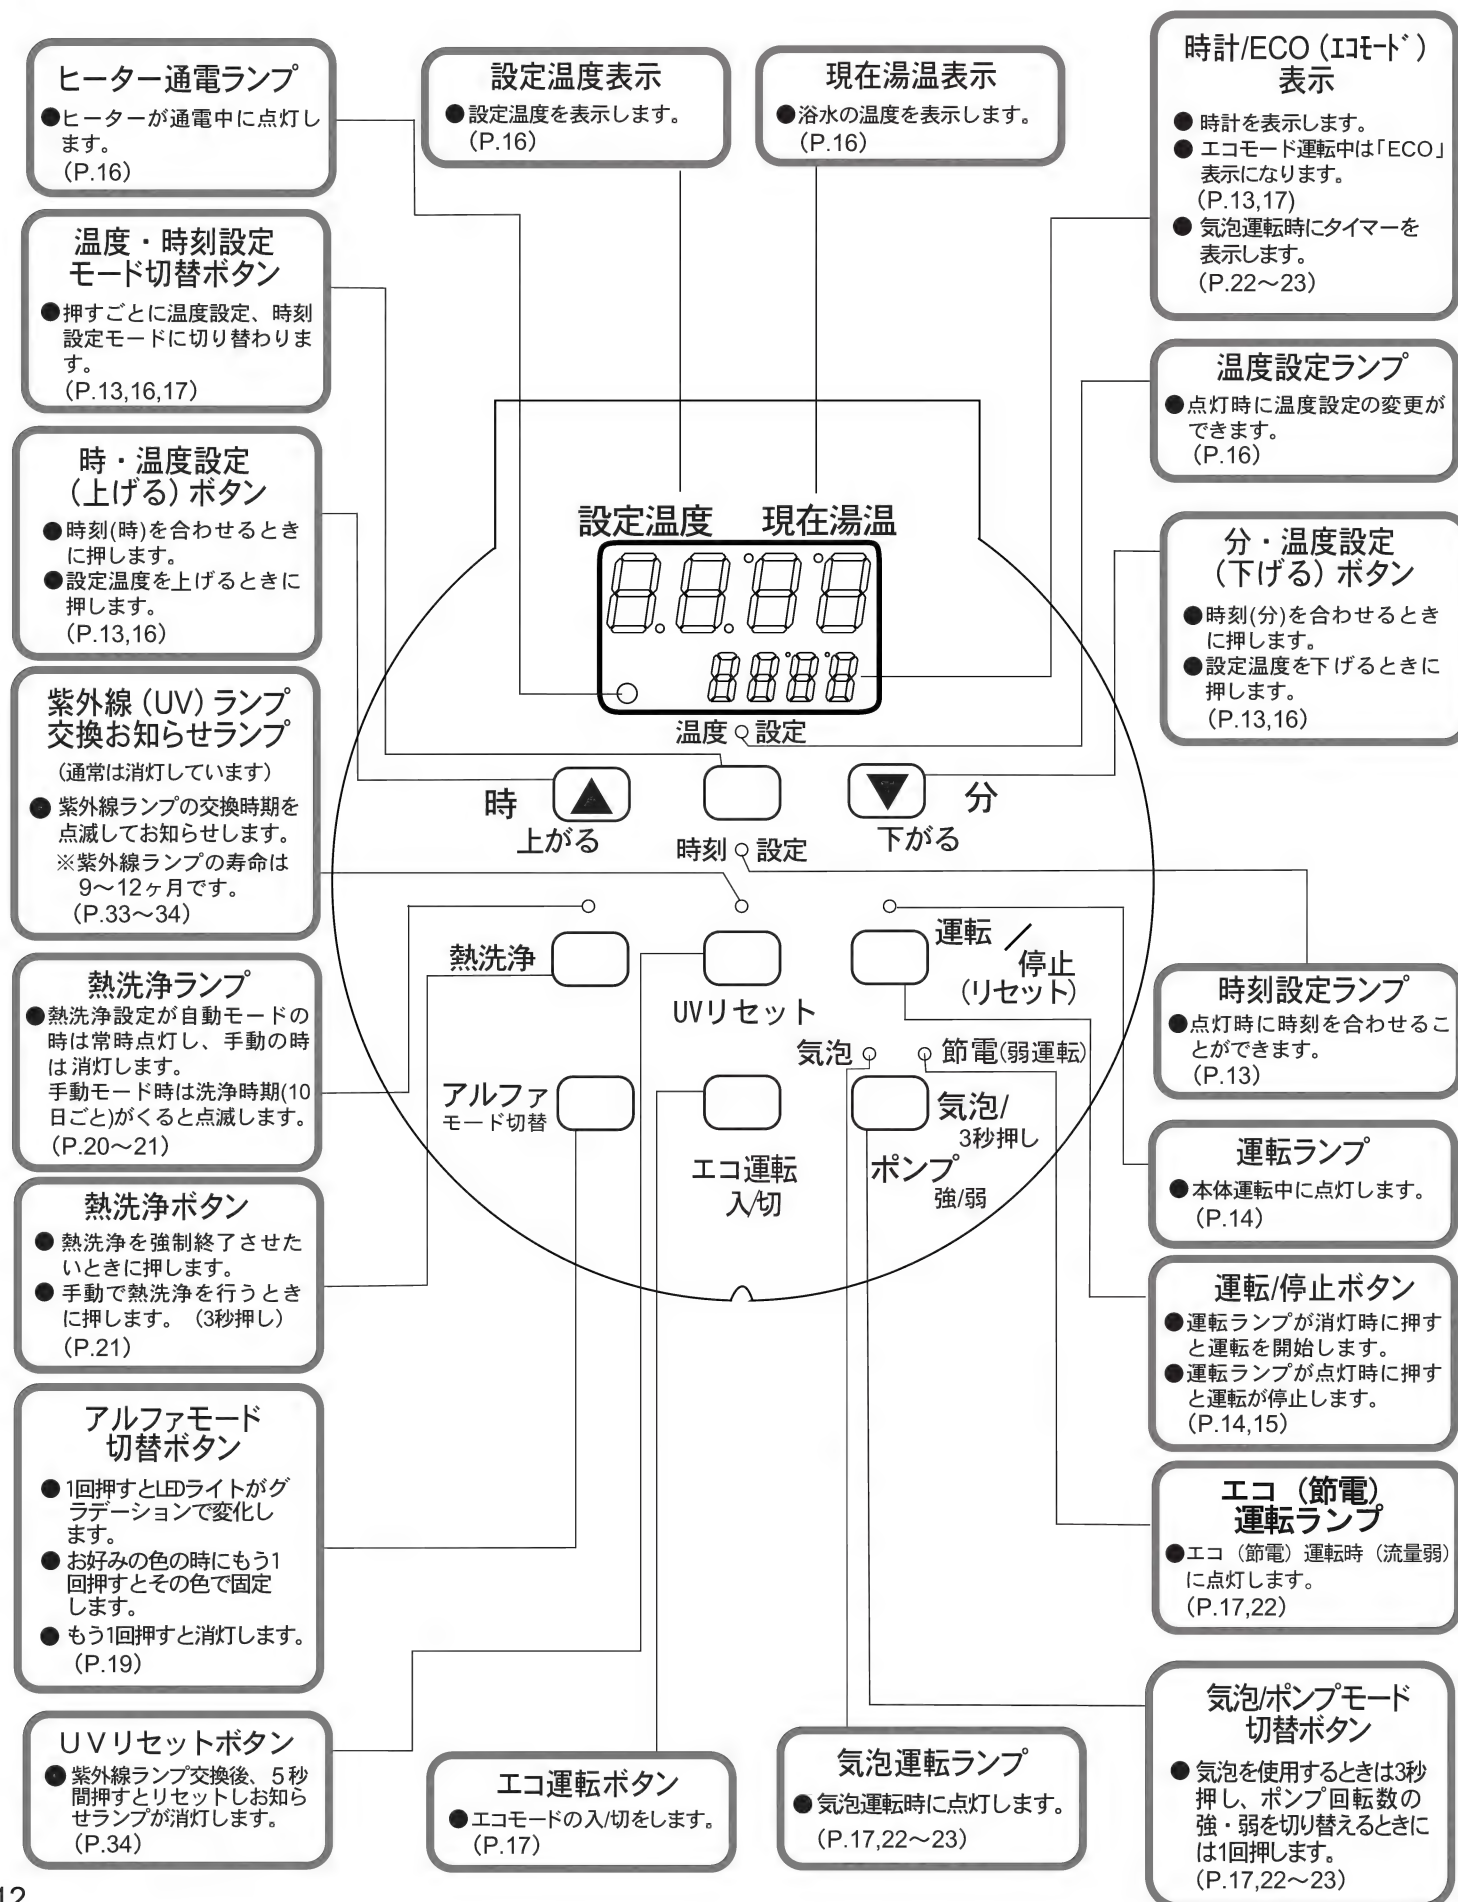 ヒーター通電ランプ
●ヒーターが通電中に点灯し
ます。
(P.16)
設定温度表示
●設定温度を表示します。
(P.16)
現在湯温表示
●浴水の温度を表示します。
(P.16)
時計/ECO(ｴｺﾓｰﾄﾞ)
表示
● 時計を表示します。
● エコモード運転中は「ECO」
表示になります。
(P.13,17)
● 気泡運転時にタイマーを
表示します。
(P.22～23)
温度・時刻設定
モード切替ボタン
●押すごとに温度設定、時刻
設定モードに切り替わりま
す。
(P.13,16,17)
温度設定ランプ
●点灯時に温度設定の変更が
できます。
(P.16)
時・温度設定
(上げる)ボタン
●時刻(時)を合わせるとき
に押します。
●設定温度を上げるときに
押します。
(P.13,16)
分・温度設定
(下げる)ボタン
●時刻(分)を合わせるとき
に押します。
●設定温度を下げるときに
押します。
(P.13,16)
紫外線(UV)ランプ
交換お知らせランプ
(通常は消灯しています)
● 紫外線ランプの交換時期を
点滅してお知らせします。
※紫外線ランプの寿命は
9～12ヶ月です。
(P.33～34)
設定温度 現在湯温
8.8.8.8
8888
温度 設定
時 ▲ ▼ 分
上がる 下がる
時刻 設定
熱洗浄
UVリセット
運転／
停止
(リセット)
気泡 節電(弱運転)
アルファ
モード切替
エコ運転
入/切
気泡/
3秒押し
ポンプ
強/弱
熱洗浄ランプ
●熱洗浄設定が自動モードの
時は常時点灯し、手動の時
は消灯します。
手動モード時は洗浄時期(10
日ごと)がくると点滅します。
(P.20～21)
時刻設定ランプ
●点灯時に時刻を合わせるこ
とができます。
(P.13)
運転ランプ
●本体運転中に点灯します。
(P.14)
熱洗浄ボタン
● 熱洗浄を強制終了させた
いときに押します。
● 手動で熱洗浄を行うとき
に押します。(3秒押し)
(P.21)
運転/停止ボタン
●運転ランプが消灯時に押す
と運転を開始します。
●運転ランプが点灯時に押す
と運転が停止します。
(P.14,15)
アルファモード
切替ボタン
● 1回押すとLEDライトがグ
ラデーションで変化し
ます。
● お好みの色の時にもう1
回押すとその色で固定
します。
● もう1回押すと消灯します。
(P.19)
エコ(節電)
運転ランプ
●エコ(節電)運転時(流量弱)
に点灯します。
(P.17,22)
UVリセットボタン
● 紫外線ランプ交換後、5秒
間押すとリセットしお知ら
せランプが消灯します。
(P.34)
エコ運転ボタン
●エコモードの入/切をします。
(P.17)
気泡運転ランプ
●気泡運転時に点灯します。
(P.17,22～23)
気泡/ポンプモード
切替ボタン
● 気泡を使用するときは3秒
押し、ポンプ回転数の
強・弱を切り替えるときに
は1回押します。
(P.17,22～23)
12